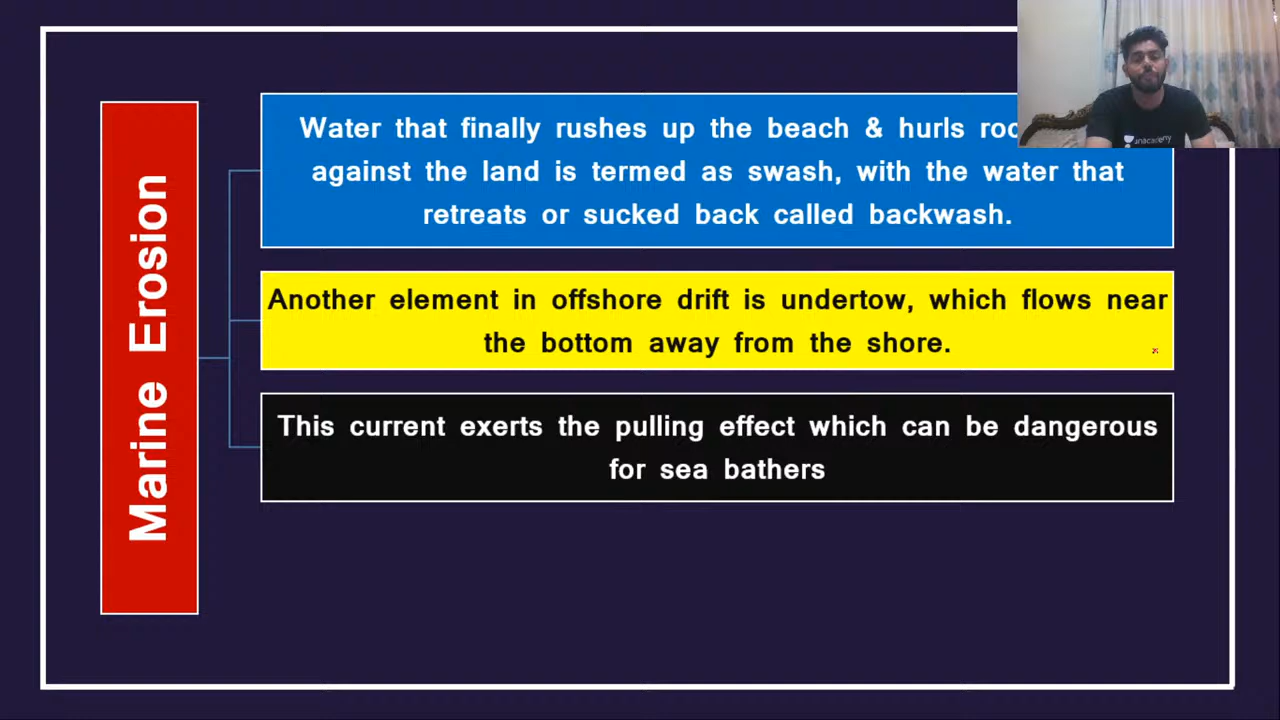 Marine Erosion
Water that finally rushes up the beach & hurls
against the land is termed as swash, with the water that
retreats or sucked back called backwash.
Another element in offshore drift is undertow, which flows near
the bottom away from the shore.
This current exerts the pulling effect which can be dangerous
for sea bathers
unacademy